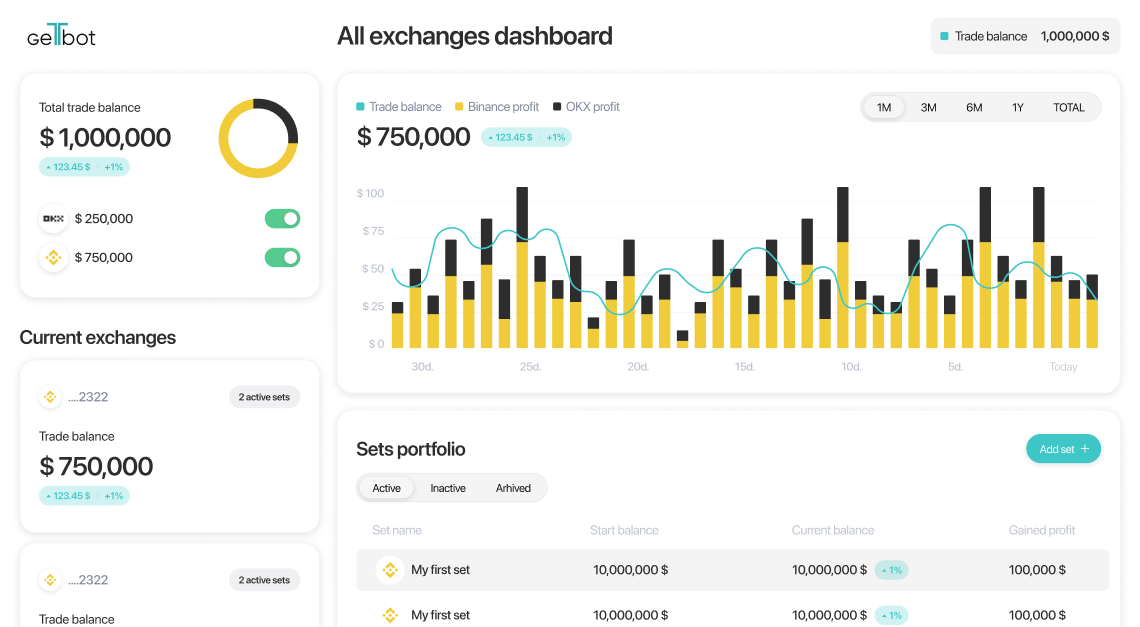 geTbot
All exchanges dashboard
Trade balance 1,000,000 $
Total trade balance
$ 1,000,000
123.45 $ +1%
OKX $ 250,000
$ 750,000
Trade balance Binance profit OKX profit
1M 3M 6M 1Y TOTAL
$ 750,000 123.45 $ +1%
$ 100
$ 75
$ 50
$ 25
$ 0
30d. 25d. 20d. 15d. 10d. 5d. Today
Current exchanges
....2322 2 active sets
Trade balance
$ 750,000
123.45 $ +1%
....2322 2 active sets
Trade balance
Sets portfolio
Add set +
Active Inactive Arhived
Set name Start balance Current balance Gained profit
My first set 10,000,000 $ 10,000,000 $ 1% 100,000 $
My first set 10,000,000 $ 10,000,000 $ 1% 100,000 $